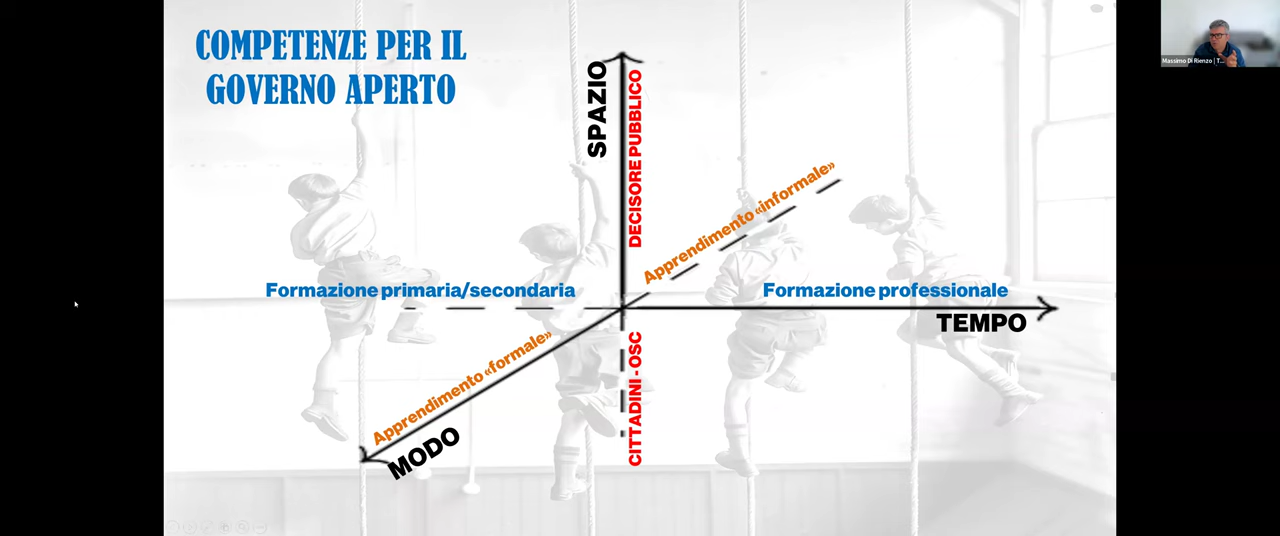 COMPETENZE PER IL
GOVERNO APERTO
SPAZIO
DECISORE PUBBLICO
Apprendimento «informale»
Formazione primaria/secondaria
Formazione professionale
TEMPO
Apprendimento «formale»
MODO
CITTADINI - OSC
Massimo Di Rienzo | T...